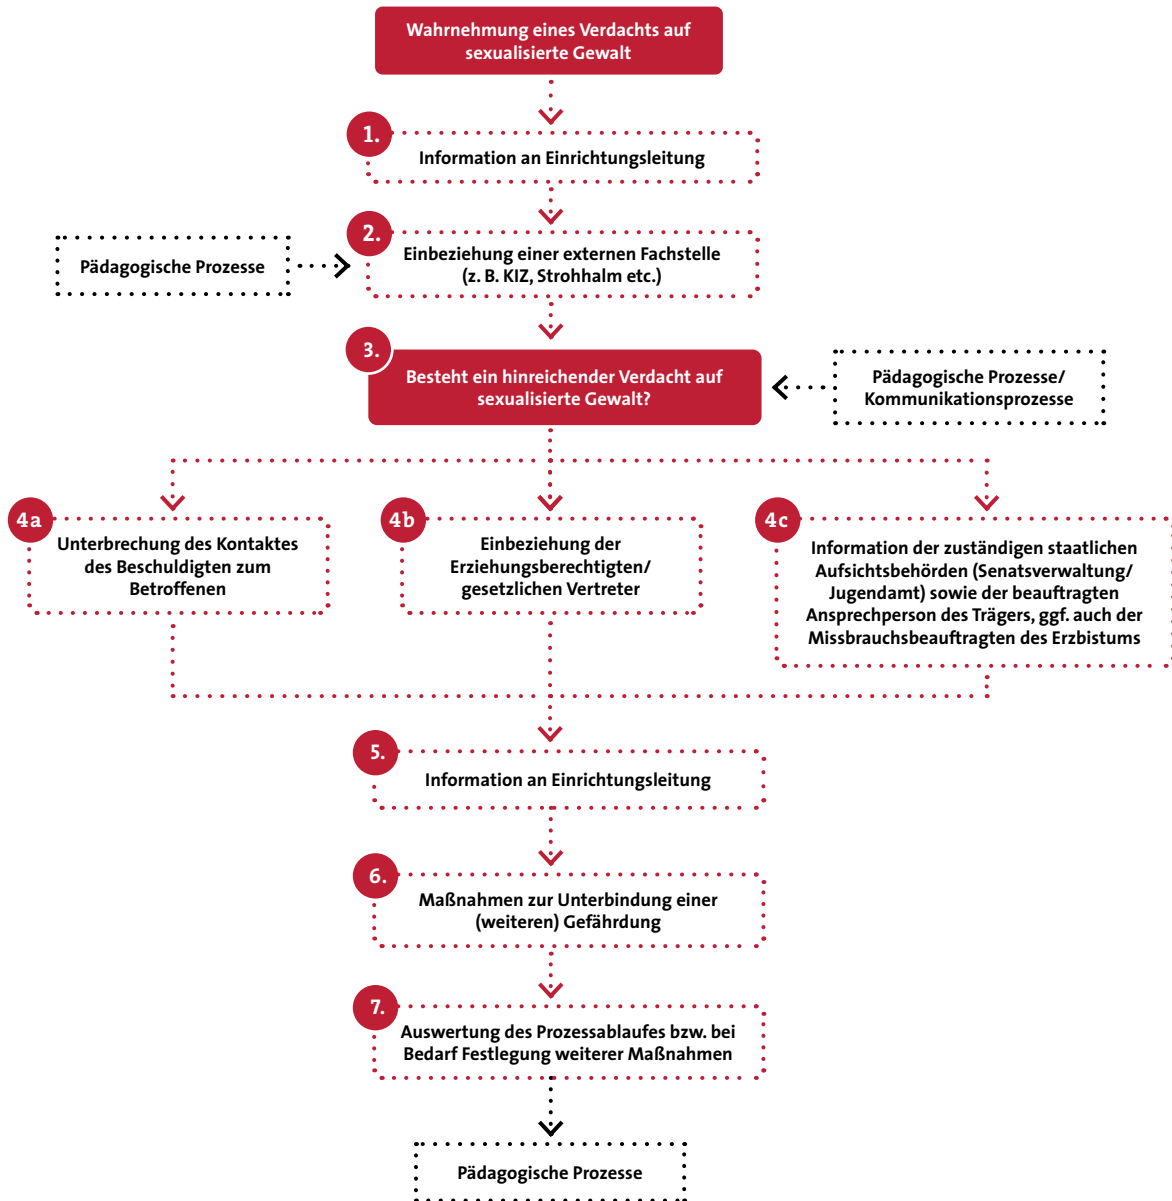 Wahrnehmung eines Verdachts auf
sexualisierte Gewalt
1.
Information an Einrichtungsleitung
2.
Einbeziehung einer externen Fachstelle
(z. B. KIZ, Strohhalm etc.)
Pädagogische Prozesse
3.
Besteht ein hinreichender Verdacht auf
sexualisierte Gewalt?
Pädagogische Prozesse/
Kommunikationsprozesse
4a
Unterbrechung des Kontaktes
des Beschuldigten zum
Betroffenen
4b
Einbeziehung der
Erziehungsberechtigten/
gesetzlichen Vertreter
4c
Information der zuständigen staatlichen
Aufsichtsbehörden (Senatsverwaltung/
Jugendamt) sowie der beauftragten
Ansprechperson des Trägers, ggf. auch der
Missbrauchsbeauftragten des Erzbistums
5.
Information an Einrichtungsleitung
6.
Maßnahmen zur Unterbindung einer
(weiteren) Gefährdung
7.
Auswertung des Prozessablaufes bzw. bei
Bedarf Festlegung weiterer Maßnahmen
Pädagogische Prozesse